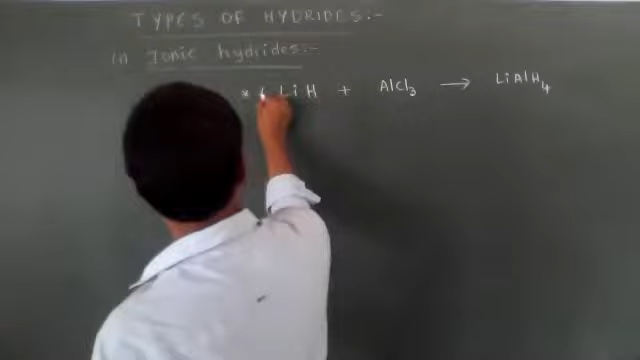 TYPES OF HYDRIDES:-
Ionic hydrides:-
* LiH + AlCl3 → LiAlH4